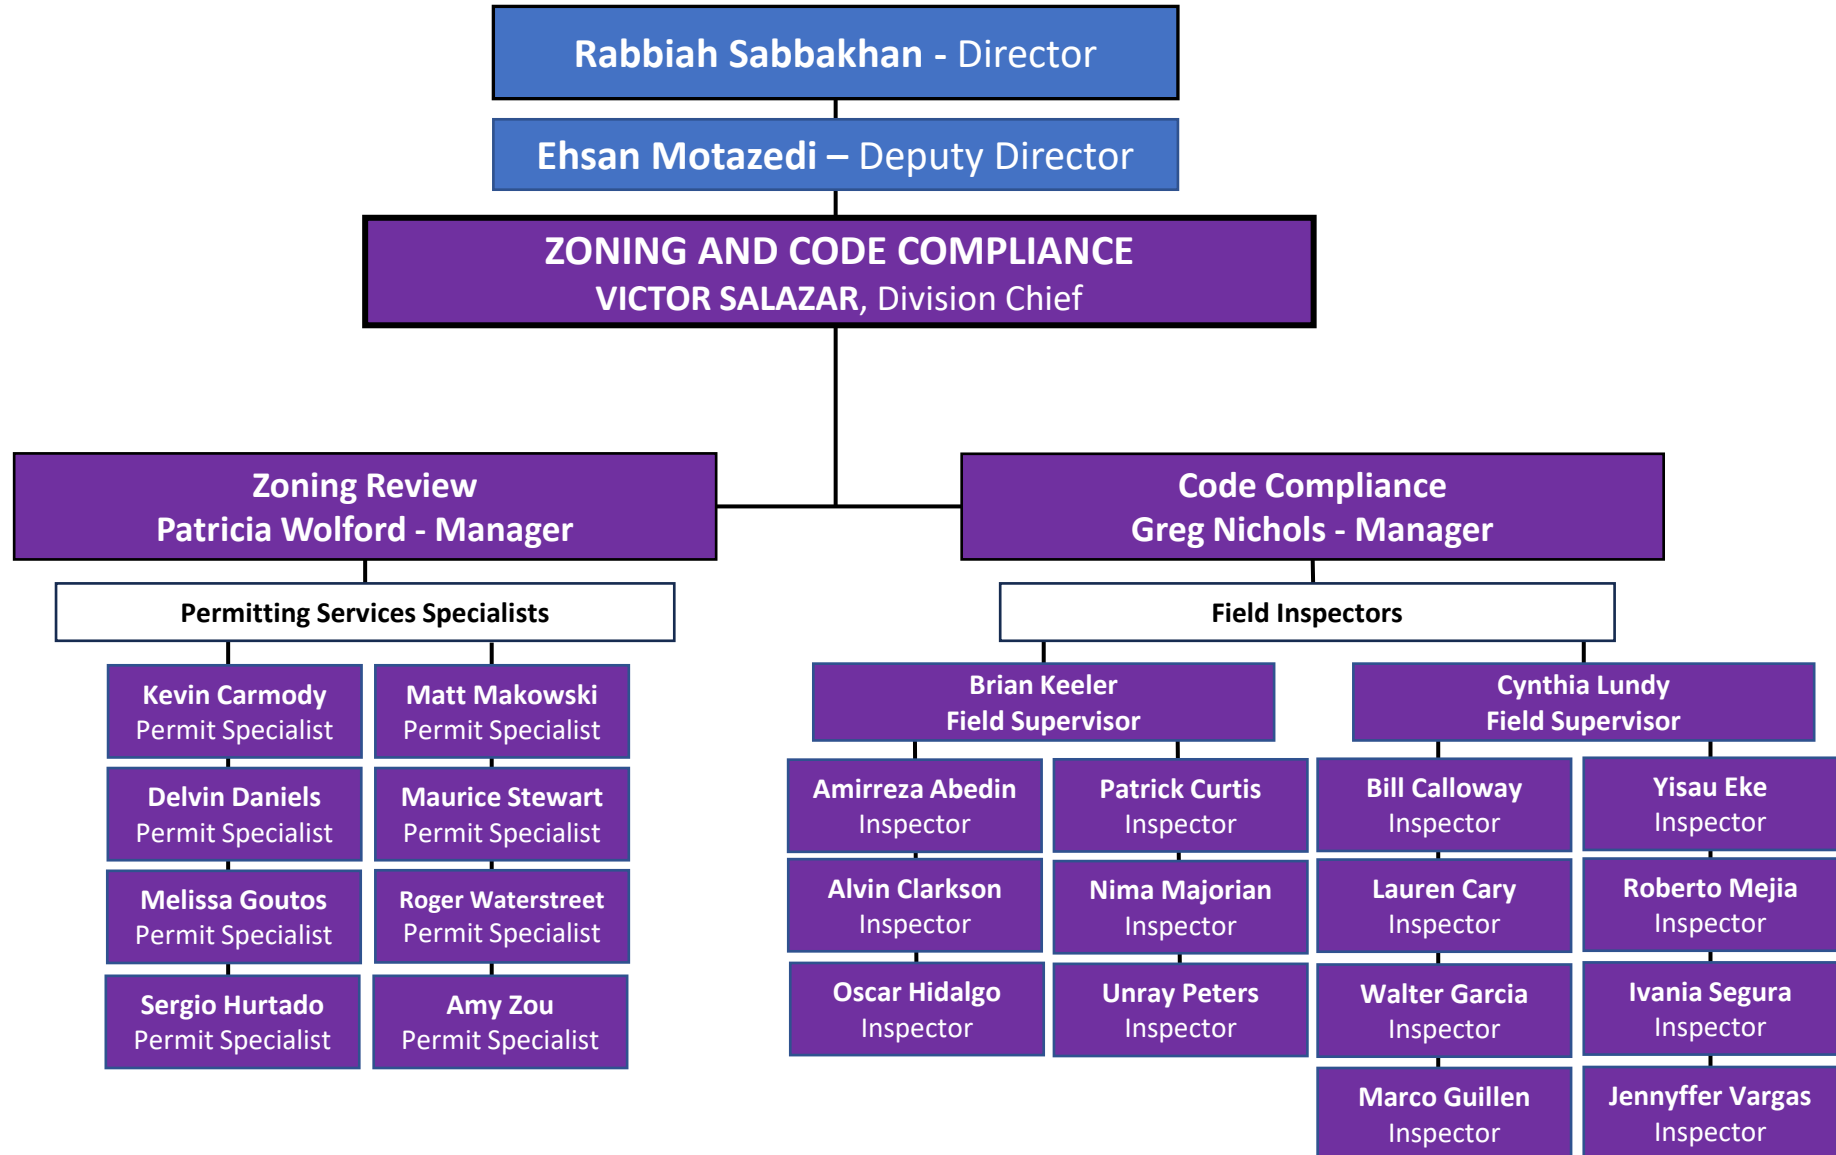 Rabbiah Sabbakhan - Director
Ehsan Motazedi – Deputy Director
ZONING AND CODE COMPLIANCE
VICTOR SALAZAR, Division Chief
Zoning Review
Patricia Wolford - Manager
Permitting Services Specialists
Kevin Carmody
Permit Specialist
Delvin Daniels
Permit Specialist
Melissa Goutos
Permit Specialist
Sergio Hurtado
Permit Specialist
Matt Makowski
Permit Specialist
Maurice Stewart
Permit Specialist
Roger Waterstreet
Permit Specialist
Amy Zou
Permit Specialist
Code Compliance
Greg Nichols - Manager
Field Inspectors
Brian Keeler
Field Supervisor
Amirreza Abedin
Inspector
Alvin Clarkson
Inspector
Oscar Hidalgo
Inspector
Patrick Curtis
Inspector
Nima Majorian
Inspector
Unray Peters
Inspector
Cynthia Lundy
Field Supervisor
Bill Calloway
Inspector
Lauren Cary
Inspector
Walter Garcia
Inspector
Marco Guillen
Inspector
Yisau Eke
Inspector
Roberto Mejia
Inspector
Ivania Segura
Inspector
Jennyffer Vargas
Inspector